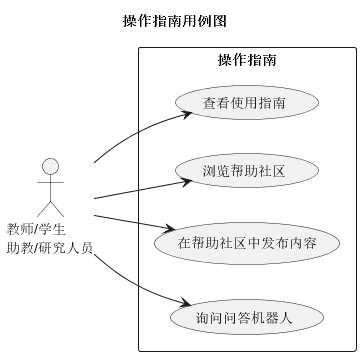 操作指南用例图
操作指南
查看使用指南
浏览帮助社区
教师/学生
助教/研究人员
在帮助社区中发布内容
询问问答机器人